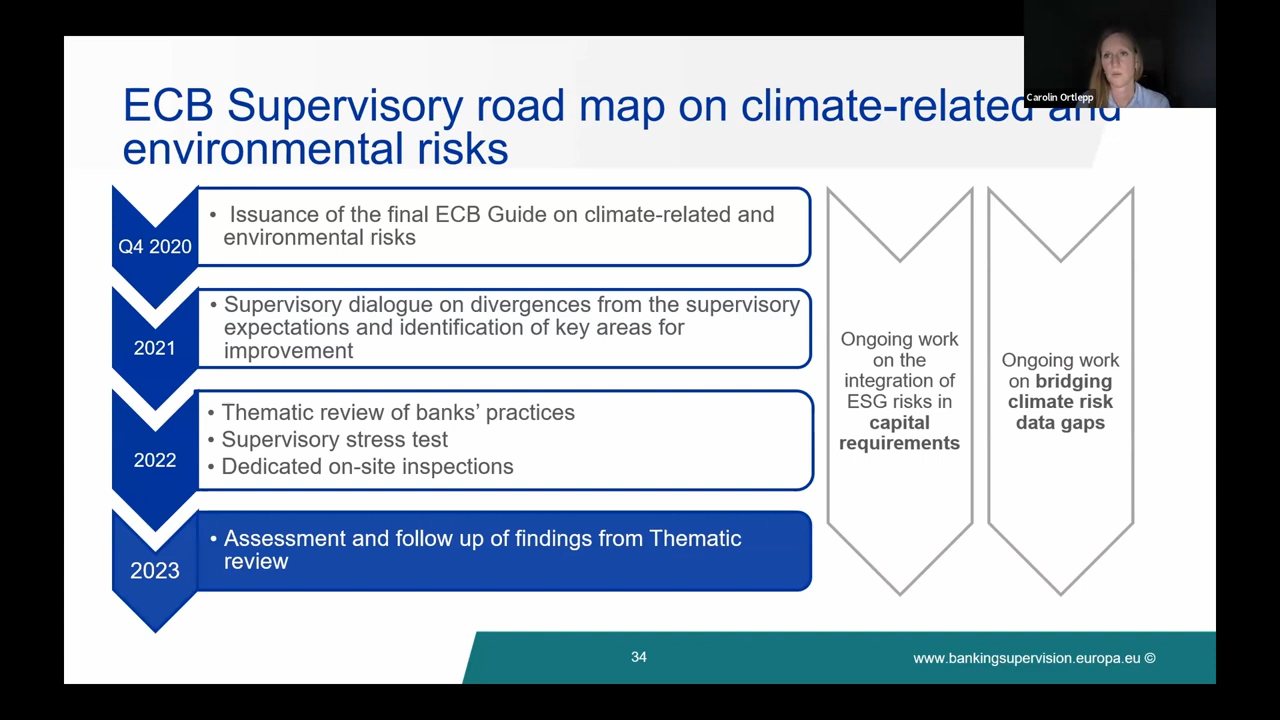 Carolin Ortlepp
ECB Supervisory road map on climate-related and
environmental risks
Q4 2020
• Issuance of the final ECB Guide on climate-related and
environmental risks
2021
• Supervisory dialogue on divergences from the supervisory
expectations and identification of key areas for
improvement
2022
• Thematic review of banks’ practices
• Supervisory stress test
• Dedicated on-site inspections
2023
• Assessment and follow up of findings from Thematic
review
Ongoing work
on the
integration of
ESG risks in
capital
requirements
Ongoing work
on bridging
climate risk
data gaps
34
www.bankingsupervision.europa.eu ©